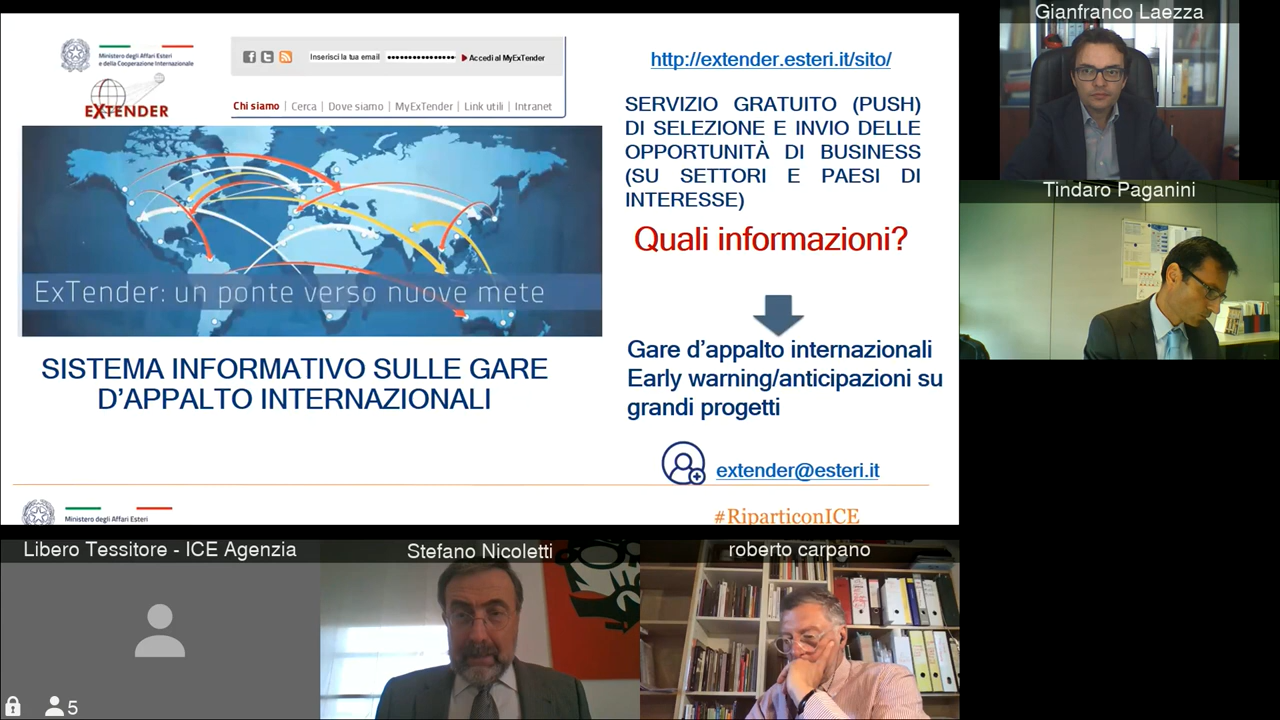 Ministero degli Affari Esteri
e della Cooperazione Internazionale
EXTENDER
Inserisci la tua email
Accedi al MyExTender
Chi siamo | Cerca | Dove siamo | MyExTender | Link utili | Intranet
ExTender: un ponte verso nuove mete
SISTEMA INFORMATIVO SULLE GARE
D'APPALTO INTERNAZIONALI
http://extender.esteri.it/sito/
SERVIZIO GRATUITO (PUSH)
DI SELEZIONE E INVIO DELLE
OPPORTUNITÀ DI BUSINESS
(SU SETTORI E PAESI DI
INTERESSE)
Quali informazioni?
Gare d'appalto internazionali
Early warning/anticipazioni su
grandi progetti
extender@esteri.it
Ministero degli Affari Esteri
#RiparticonICE
Gianfranco Laezza
Tindaro Paganini
Libero Tessitore - ICE Agenzia
Stefano Nicoletti
roberto carpano
5